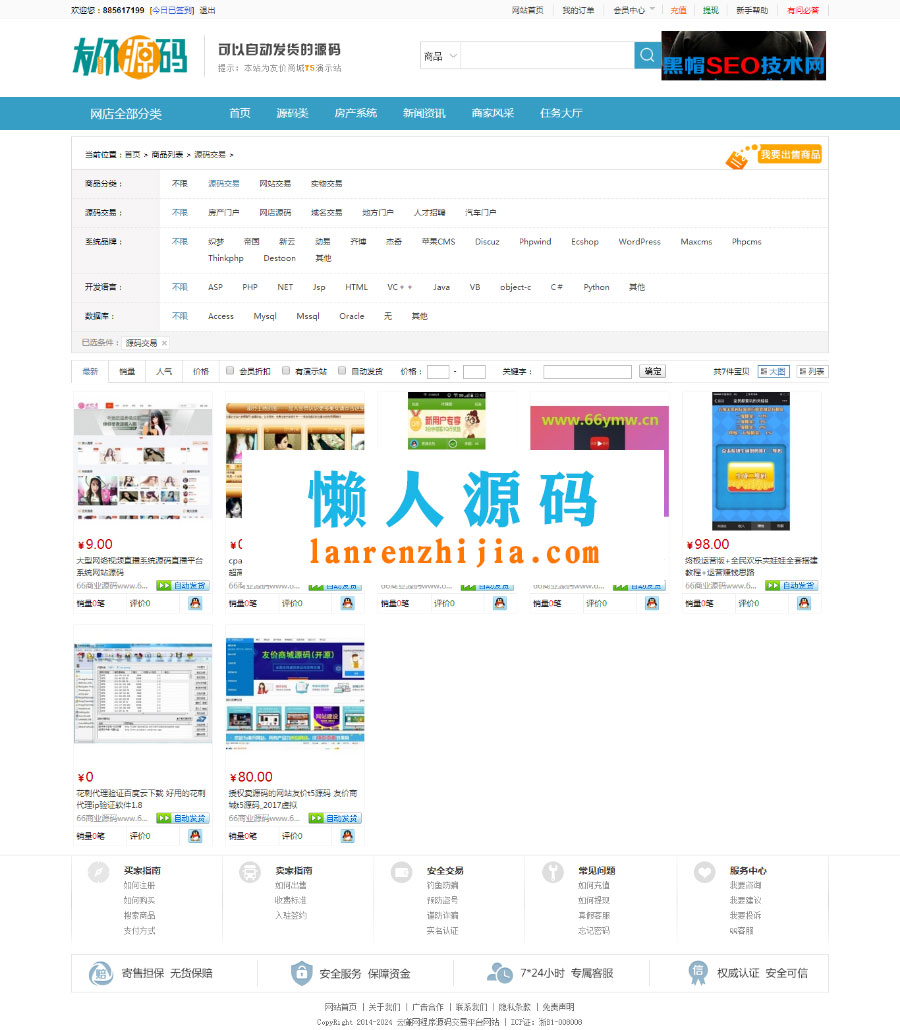 欢迎您：885617199 [今日已签到] 退出
网站首页 我的订单 会员中心 充值 提现 新手帮助 有问必答
友价源码
可以自动发货的源码
提示：本站为友价商城T5演示站
商品
黑帽SEO技术网
网店全部分类 首页 源码类 房产系统 新闻资讯 商家风采 任务大厅
当前位置：首页 > 商品列表 > 源码交易 >
我要出售商品
商品分类： 不限 源码交易 网站交易 实物交易
源码交易： 不限 房产门户 网店源码 域名交易 地方门户 人才招聘 汽车门户
系统品牌： 不限 织梦 帝国 新云 动易 齐博 杰奇 苹果CMS Discuz Phpwind Ecshop WordPress Maxcms Phpcms
Thinkphp Destoon 其他
开发语言： 不限 ASP PHP NET Jsp HTML VC++ Java VB object-c C# Python 其他
数据库： 不限 Access Mysql Mssql Oracle 无 其他
已选条件： 源码交易 ×
最新 销量 人气 价格 会员折扣 有演示站 自动发货 价格： - 关键字： 确定 共7件宝贝 大图 列表
新用户专享
www.66ymw.cn
懒人源码
lanrenzhijia.com
¥9.00
大型网络视频直播系统源码直播平台
系统网站源码
66商业源码www.6... 自动发货
销量0笔 评价0
销量0笔 评价0
销量0笔 评价0
销量0笔 评价0
¥98.00
终极运营版+全民欢乐夹娃娃全套搭建
教程+运营赚钱思路
66商业源码www.6... 自动发货
销量0笔 评价0
友价商城源码(开源)
网站建设
¥0
花刺代理验证百度云下载 好用的花刺
代理ip验证软件1.8
66商业源码www.6... 自动发货
销量0笔 评价0
¥80.00
授权卖源码的网站友价t5源码 友价商
城t5源码_2017虚拟
66商业源码www.6... 自动发货
销量0笔 评价0
买家指南
如何注册
如何购买
搜索商品
支付方式
卖家指南
如何出售
收费标准
入驻签约
安全交易
钓鱼防骗
预防盗号
谨防诈骗
实名认证
常见问题
如何充值
如何提现
真假客服
忘记密码
服务中心
我要咨询
我要建议
我要投诉
qq客服
赔 寄售担保 无货保赔
安全服务 保障资金
7*24小时 专属客服
信 权威认证 安全可信
网站首页 | 关于我们 | 广告合作 | 联系我们 | 隐私条款 | 免责声明